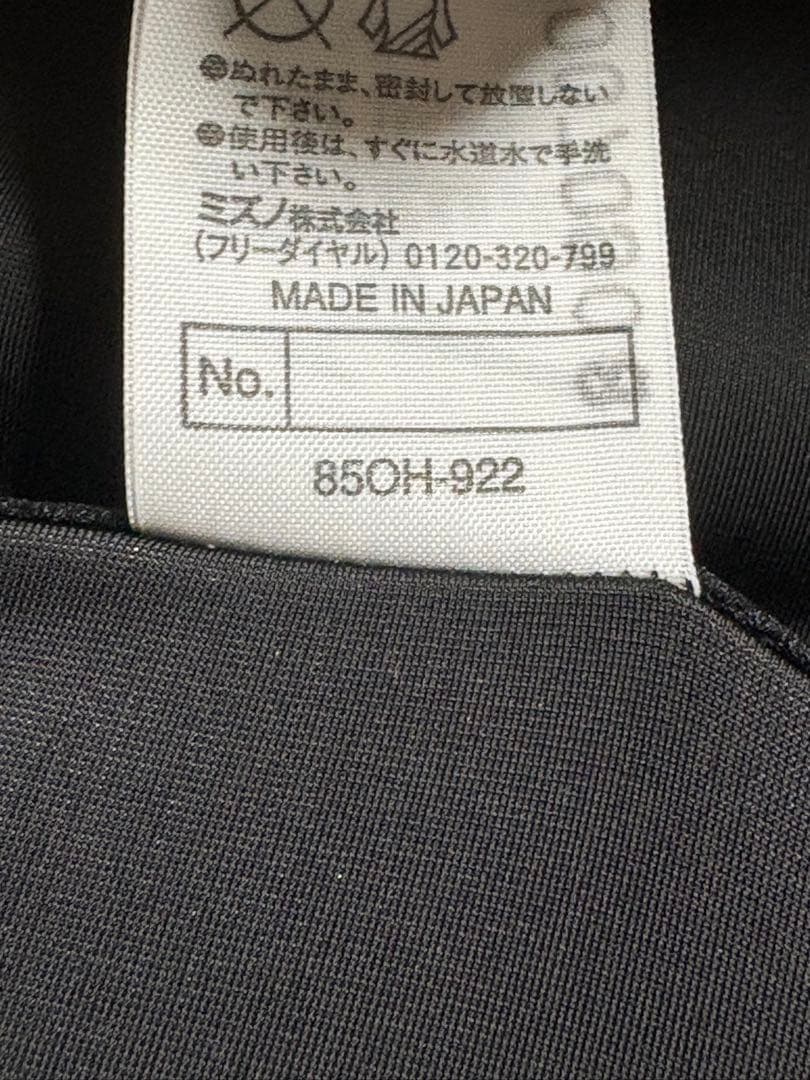 ●ぬれたまま、密封して放置しない
で下さい。
●使用後は、すぐに水道水で手洗
い下さい。
ミズノ株式会社
(フリーダイヤル) 0120-320-799
MADE IN JAPAN
No.
85OH-922